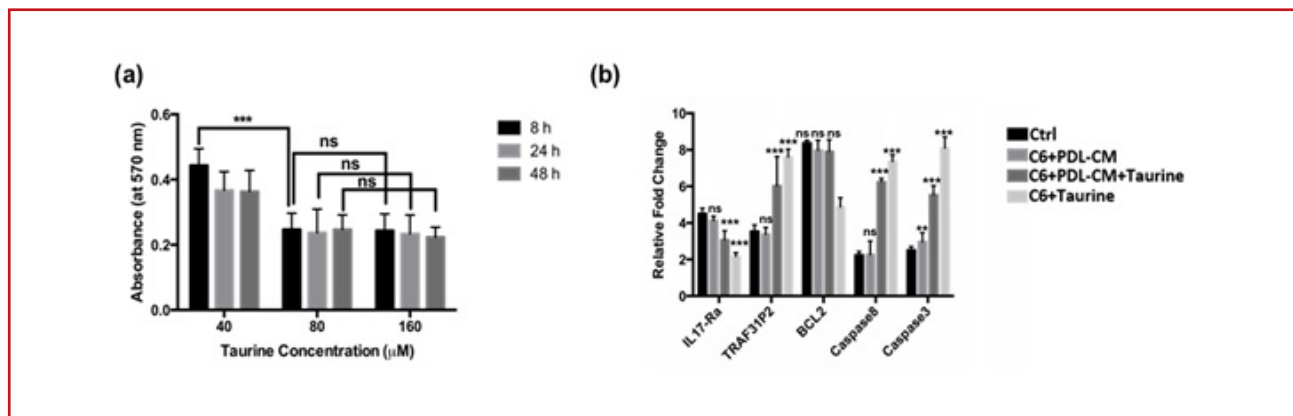 (a)
Absorbance (at 570 nm)
0.6
0.4
0.2
0.0
***
ns
ns
ns
40
80
160
Taurine Concentration (µM)
8 h
24 h
48 h
(b)
Relative Fold Change
10
8
6
4
2
0
ns
***
***
ns
***
***
ns ns ns
ns
***
***
**
***
***
IL17-Ra
TRAF31P2
BCL2
Caspase8
Caspase3
Ctrl
C6+PDL-CM
C6+PDL-CM+Taurine
C6+Taurine